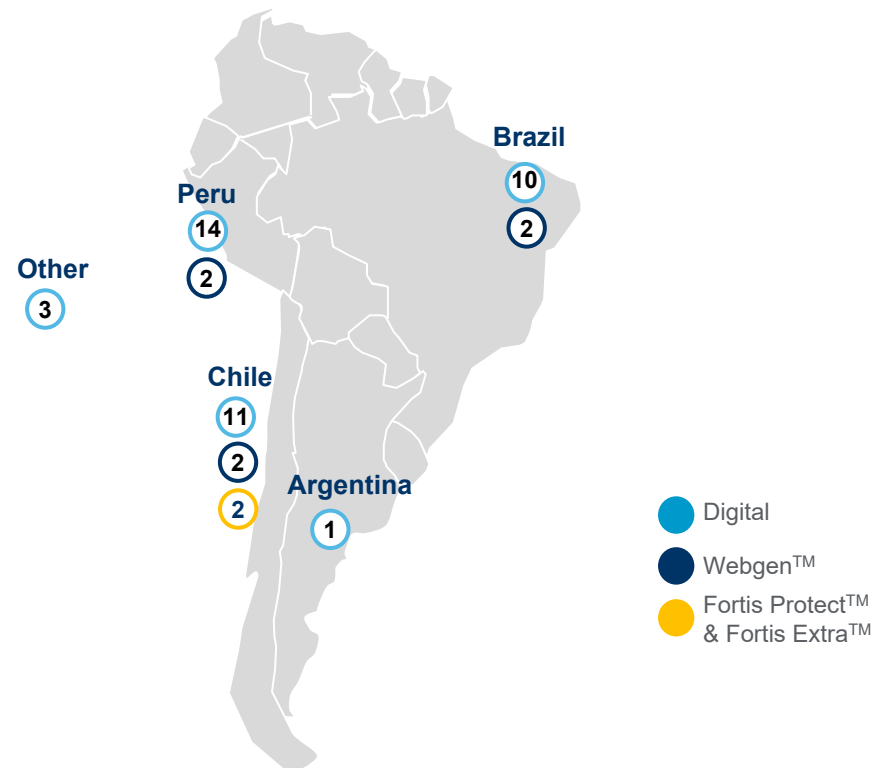 Brazil
10
2
Peru
14
2
Other
3
Chile
11
2
2
Argentina
1
Digital
Webgen™
Fortis Protect™
& Fortis Extra™